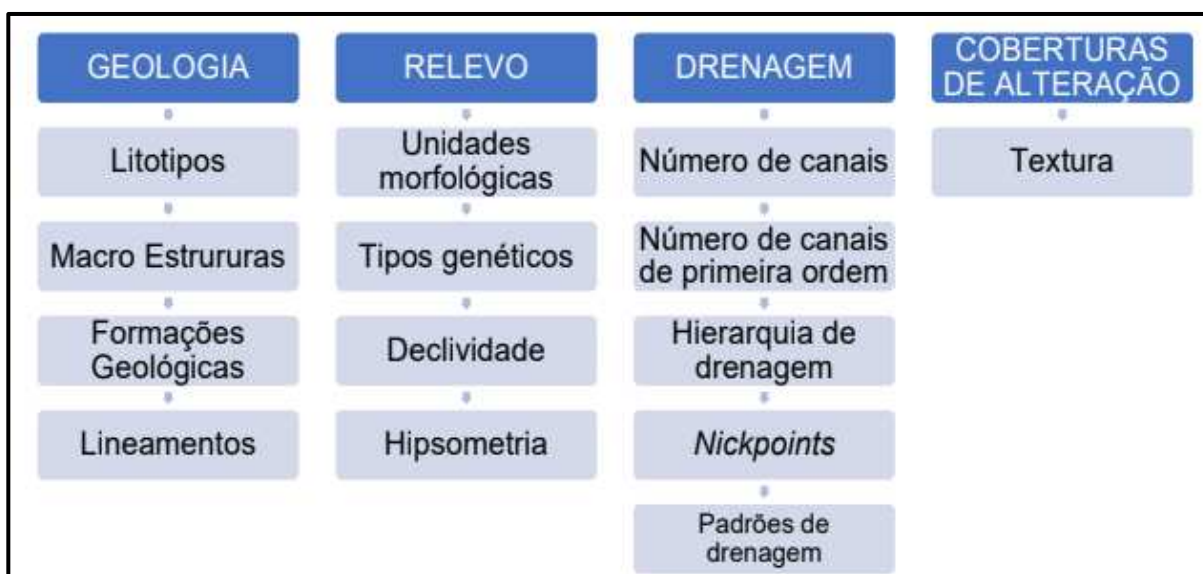 GEOLOGIA
Litotipos
Macro Estrururas
Formações
Geológicas
Lineamentos
RELEVO
Unidades
morfológicas
Tipos genéticos
Declividade
Hipsometria
DRENAGEM
Número de canais
Número de canais
de primeira ordem
Hierarquia de
drenagem
Nickpoints
Padrões de
drenagem
COBERTURAS
DE ALTERAÇÃO
Textura